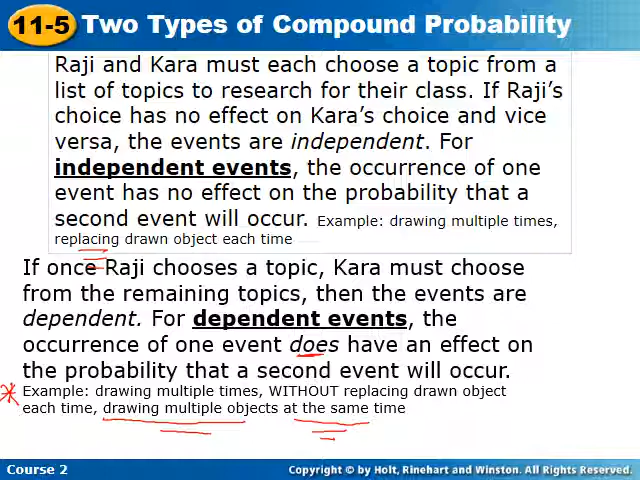 11-5 Two Types of Compound Probability
Raji and Kara must each choose a topic from a
list of topics to research for their class. If Raji’s
choice has no effect on Kara’s choice and vice
versa, the events are independent. For
independent events, the occurrence of one
event has no effect on the probability that a
second event will occur. Example: drawing multiple times,
replacing drawn object each time
If once Raji chooses a topic, Kara must choose
from the remaining topics, then the events are
dependent. For dependent events, the
occurrence of one event does have an effect on
the probability that a second event will occur.
Example: drawing multiple times, WITHOUT replacing drawn object
each time, drawing multiple objects at the same time
Course 2
Copyright © by Holt, Rinehart and Winston. All Rights Reserved.